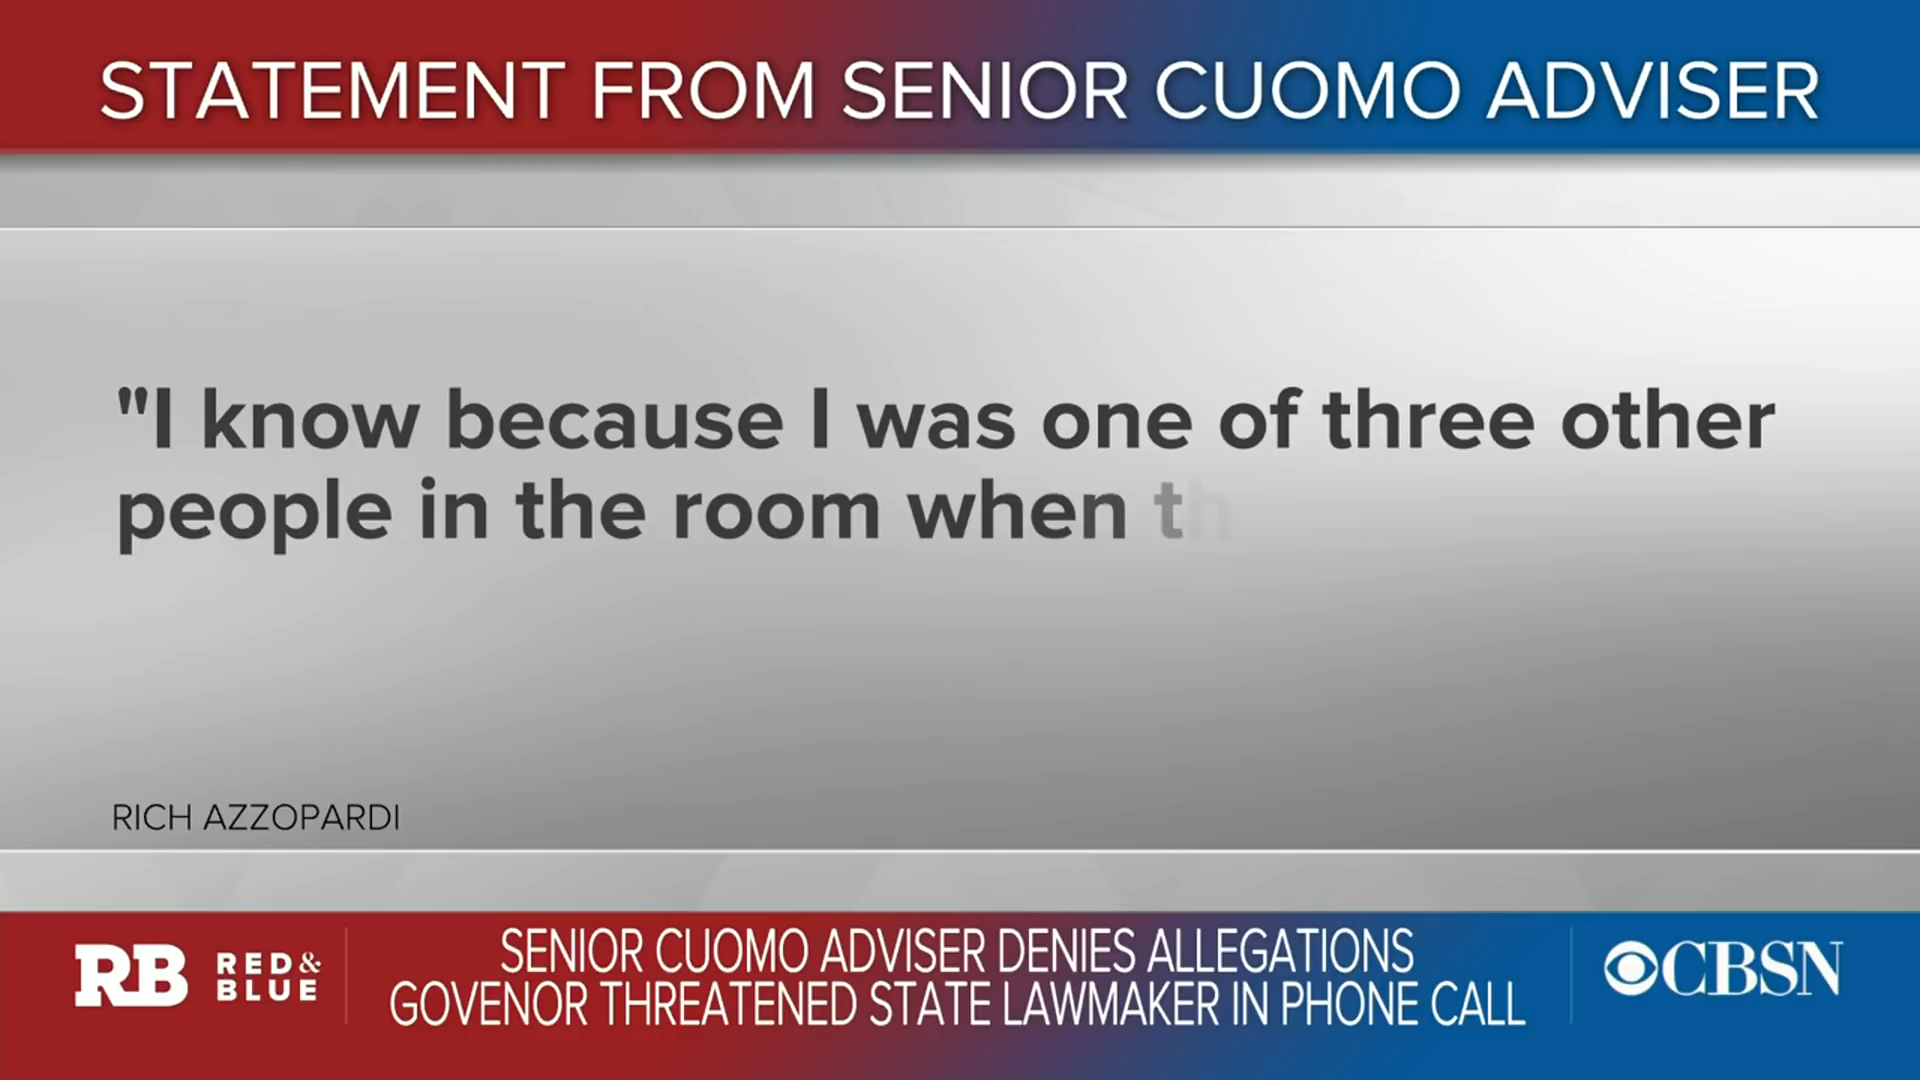 STATEMENT FROM SENIOR CUOMO ADVISER
"I know because I was one of three other
people in the room when th
RICH AZZOPARDI
RB RED&
BLUE
SENIOR CUOMO ADVISER DENIES ALLEGATIONS
GOVENOR THREATENED STATE LAWMAKER IN PHONE CALL
CBSN